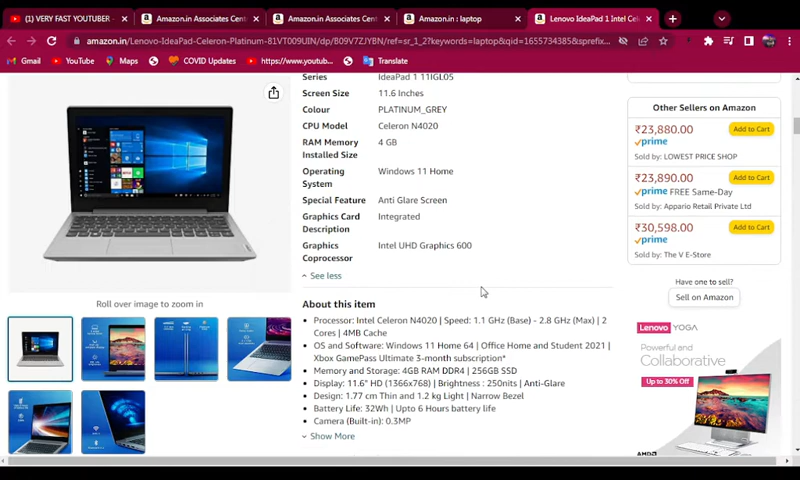 VERY FAST YOUTUBER -
Amazon.in Associates Cent
Amazon.in Associates Cent
Amazon.in : laptop
Lenovo IdeaPad 1 Intel Cele
amazon.in/Lenovo-IdeaPad-Celeron-Platinum-81VT009UIN/dp/B09V7ZJYBN/ref=sr_1_2?keywords=laptop&qid=1655734385&sprefix...
Gmail
YouTube
Maps
COVID Updates
https://www.youtub...
Translate
Series IdeaPad 1 11IGL05
Screen Size 11.6 Inches
Colour PLATINUM_GREY
CPU Model Celeron N4020
RAM Memory 4 GB
Installed Size
Operating Windows 11 Home
System
Special Feature Anti Glare Screen
Graphics Card Integrated
Description
Graphics Intel UHD Graphics 600
Coprocessor
See less
Roll over image to zoom in
About this item
• Processor: Intel Celeron N4020 | Speed: 1.1 GHz (Base) - 2.8 GHz (Max) | 2
Cores | 4MB Cache
• OS and Software: Windows 11 Home 64 | Office Home and Student 2021 |
Xbox GamePass Ultimate 3-month subscription*
• Memory and Storage: 4GB RAM DDR4 | 256GB SSD
• Display: 11.6" HD (1366x768) | Brightness : 250nits | Anti-Glare
• Design: 1.77 cm Thin and 1.2 kg Light | Narrow Bezel
• Battery Life: 32Wh | Upto 6 Hours battery life
• Camera (Built-in): 0.3MP
Show More
Other Sellers on Amazon
₹23,880.00 Add to Cart
prime
Sold by: LOWEST PRICE SHOP
₹23,890.00 Add to Cart
prime FREE Same-Day
Sold by: Appario Retail Private Ltd
₹30,598.00 Add to Cart
prime
Sold by: The V E-Store
Have one to sell?
Sell on Amazon
Lenovo YOGA
Powerful and
Collaborative
Up to 30% Off
AMD